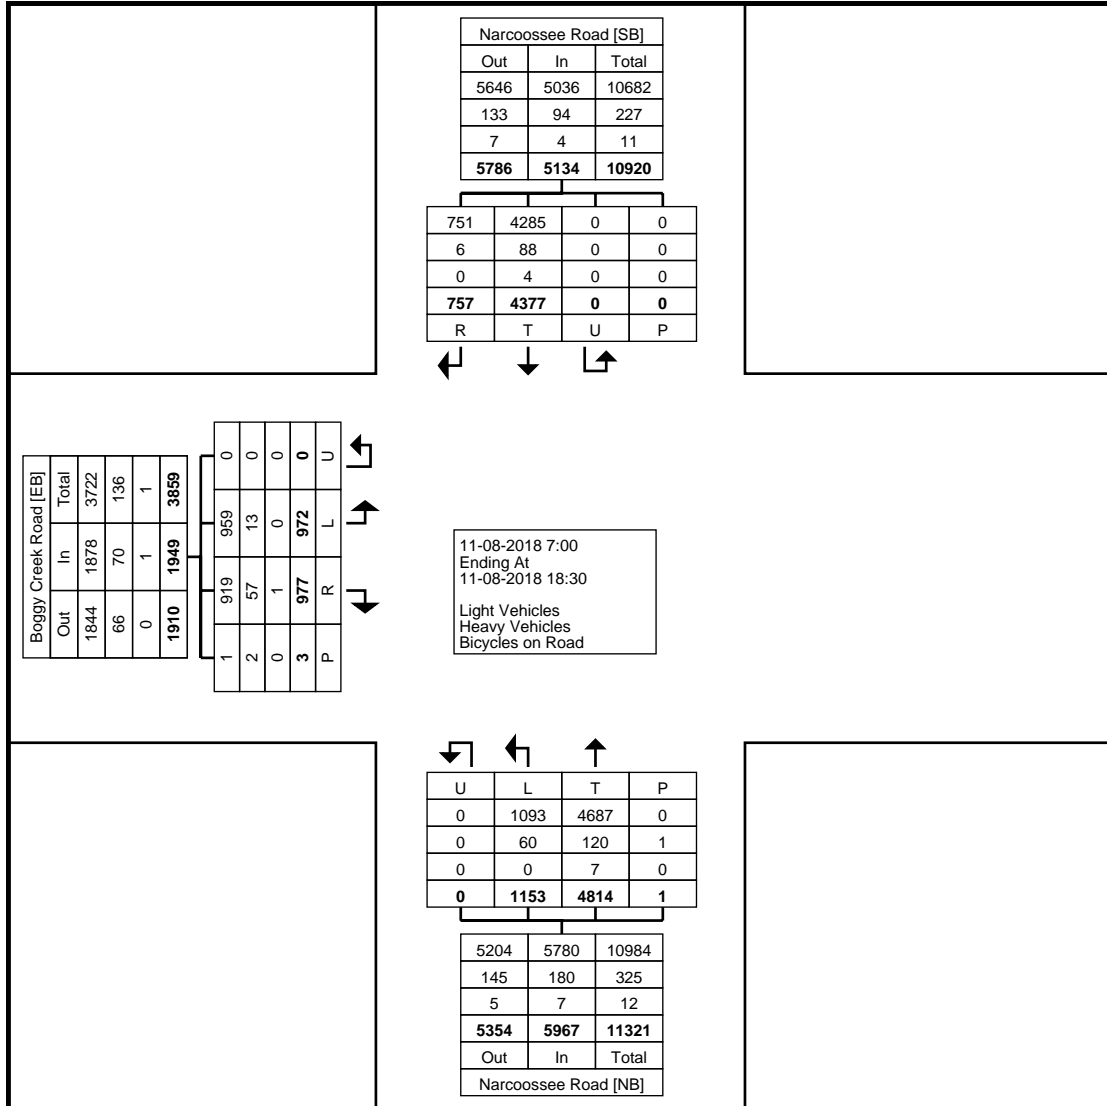 Narcoossee Road [SB]
Out In Total
5646 5036 10682
133 94 227
7 4 11
5786 5134 10920
751 4285 0 0
6 88 0 0
0 4 0 0
757 4377 0 0
R T U P
Boggy Creek Road [EB]
Out In Total
1844 1878 3722
66 70 136
0 1 1
1910 1949 3859
1 919 959 0
2 57 13 0
0 1 0 0
3 977 972 0
P R L U
11-08-2018 7:00
Ending At
11-08-2018 18:30
Light Vehicles
Heavy Vehicles
Bicycles on Road
U L T P
0 1093 4687 0
0 60 120 1
0 0 7 0
0 1153 4814 1
5204 5780 10984
145 180 325
5 7 12
5354 5967 11321
Out In Total
Narcoossee Road [NB]